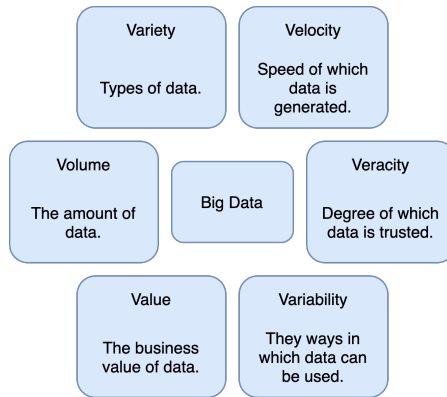 Variety
Types of data.
Velocity
Speed of which
data is
generated.
Volume
The amount of
data.
Big Data
Veracity
Degree of which
data is trusted.
Value
The business
value of data.
Variability
They ways in
which data can
be used.